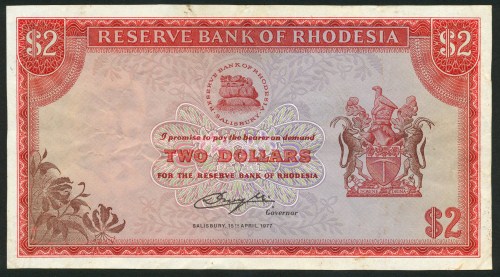 $2 RESERVE BANK OF RHODESIA $2
RESERVE BANK OF RHODESIA
SALISBURY
I promise to pay the bearer on demand
TWO DOLLARS
FOR THE RESERVE BANK OF RHODESIA
Governor
SALISBURY, 15TH APRIL 1977
$2